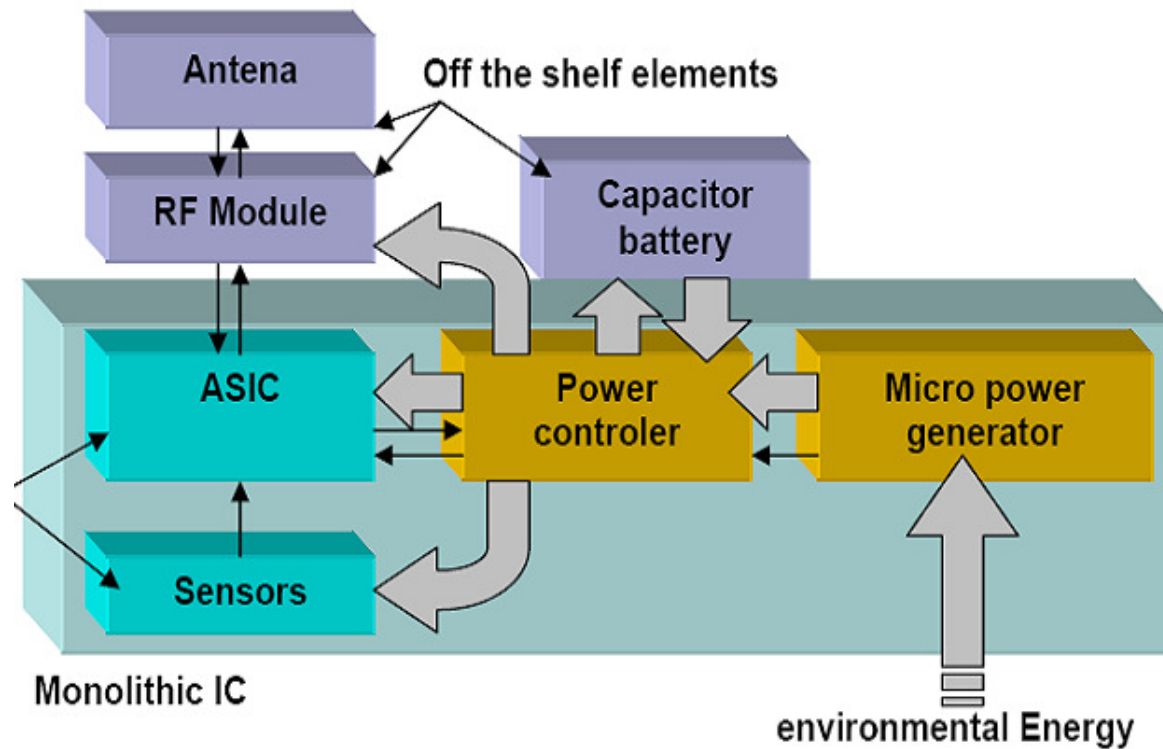 Antena
Off the shelf elements
RF Module
Capacitor
battery
ASIC
Power
controler
Micro power
generator
Sensors
Monolithic IC
environmental Energy